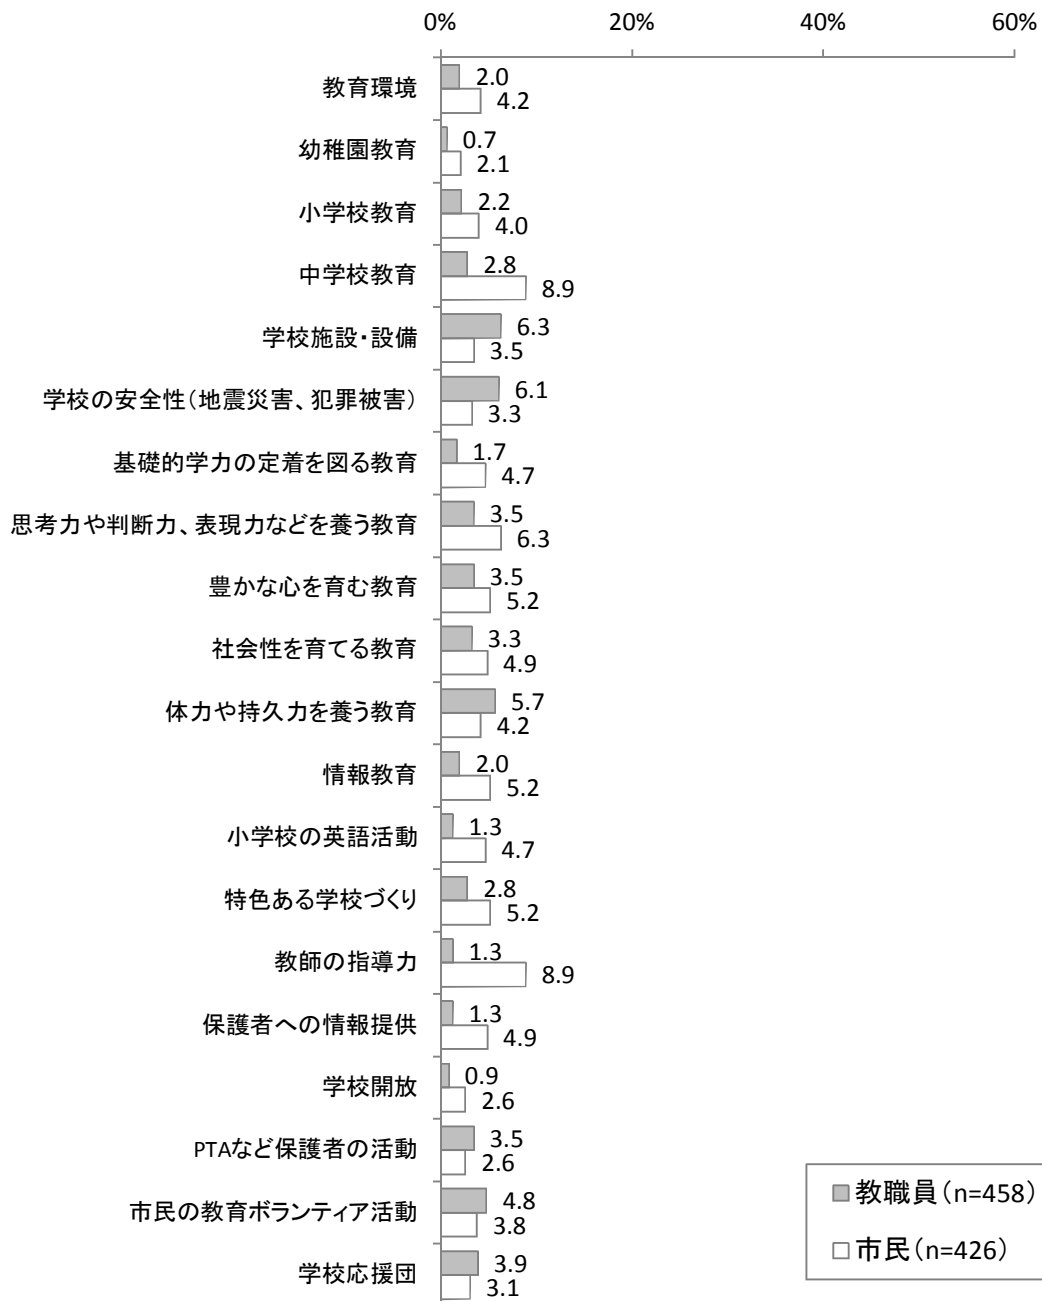 0% 20% 40% 60%
教育環境 2.0
4.2
幼稚園教育 0.7
2.1
小学校教育 2.2
4.0
中学校教育 2.8
8.9
学校施設・設備 6.3
3.5
学校の安全性（地震災害、犯罪被害） 6.1
3.3
基礎的学力の定着を図る教育 1.7
4.7
思考力や判断力、表現力などを養う教育 3.5
6.3
豊かな心を育む教育 3.5
5.2
社会性を育てる教育 3.3
4.9
体力や持久力を養う教育 5.7
4.2
情報教育 2.0
5.2
小学校の英語活動 1.3
4.7
特色ある学校づくり 2.8
5.2
教師の指導力 1.3
8.9
保護者への情報提供 1.3
4.9
学校開放 0.9
2.6
PTAなど保護者の活動 3.5
2.6
市民の教育ボランティア活動 4.8
3.8
学校応援団 3.9
3.1
教職員（n=458）
市民（n=426）